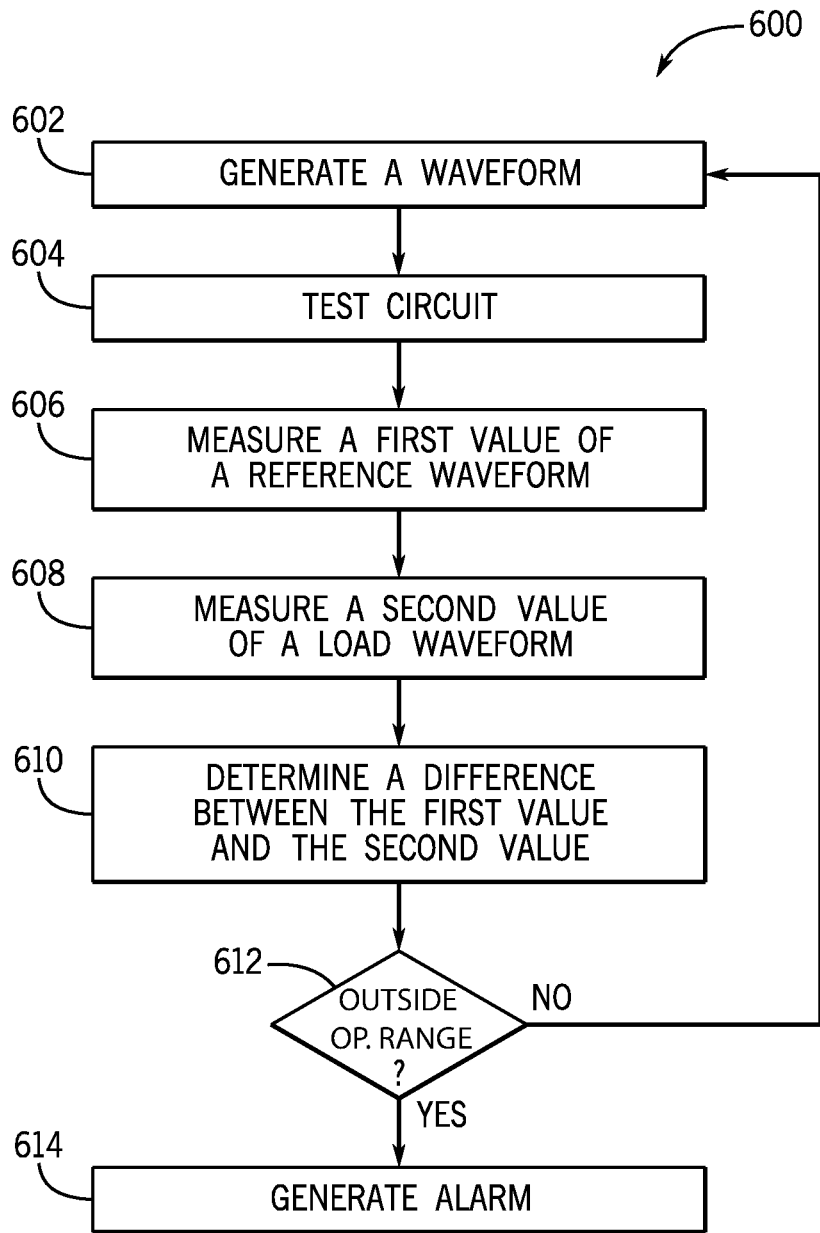 600
602
GENERATE A WAVEFORM
604
TEST CIRCUIT
606
MEASURE A FIRST VALUE OF
A REFERENCE WAVEFORM
608
MEASURE A SECOND VALUE
OF A LOAD WAVEFORM
610
DETERMINE A DIFFERENCE
BETWEEN THE FIRST VALUE
AND THE SECOND VALUE
612
OUTSIDE
OP. RANGE
?
NO
YES
614
GENERATE ALARM